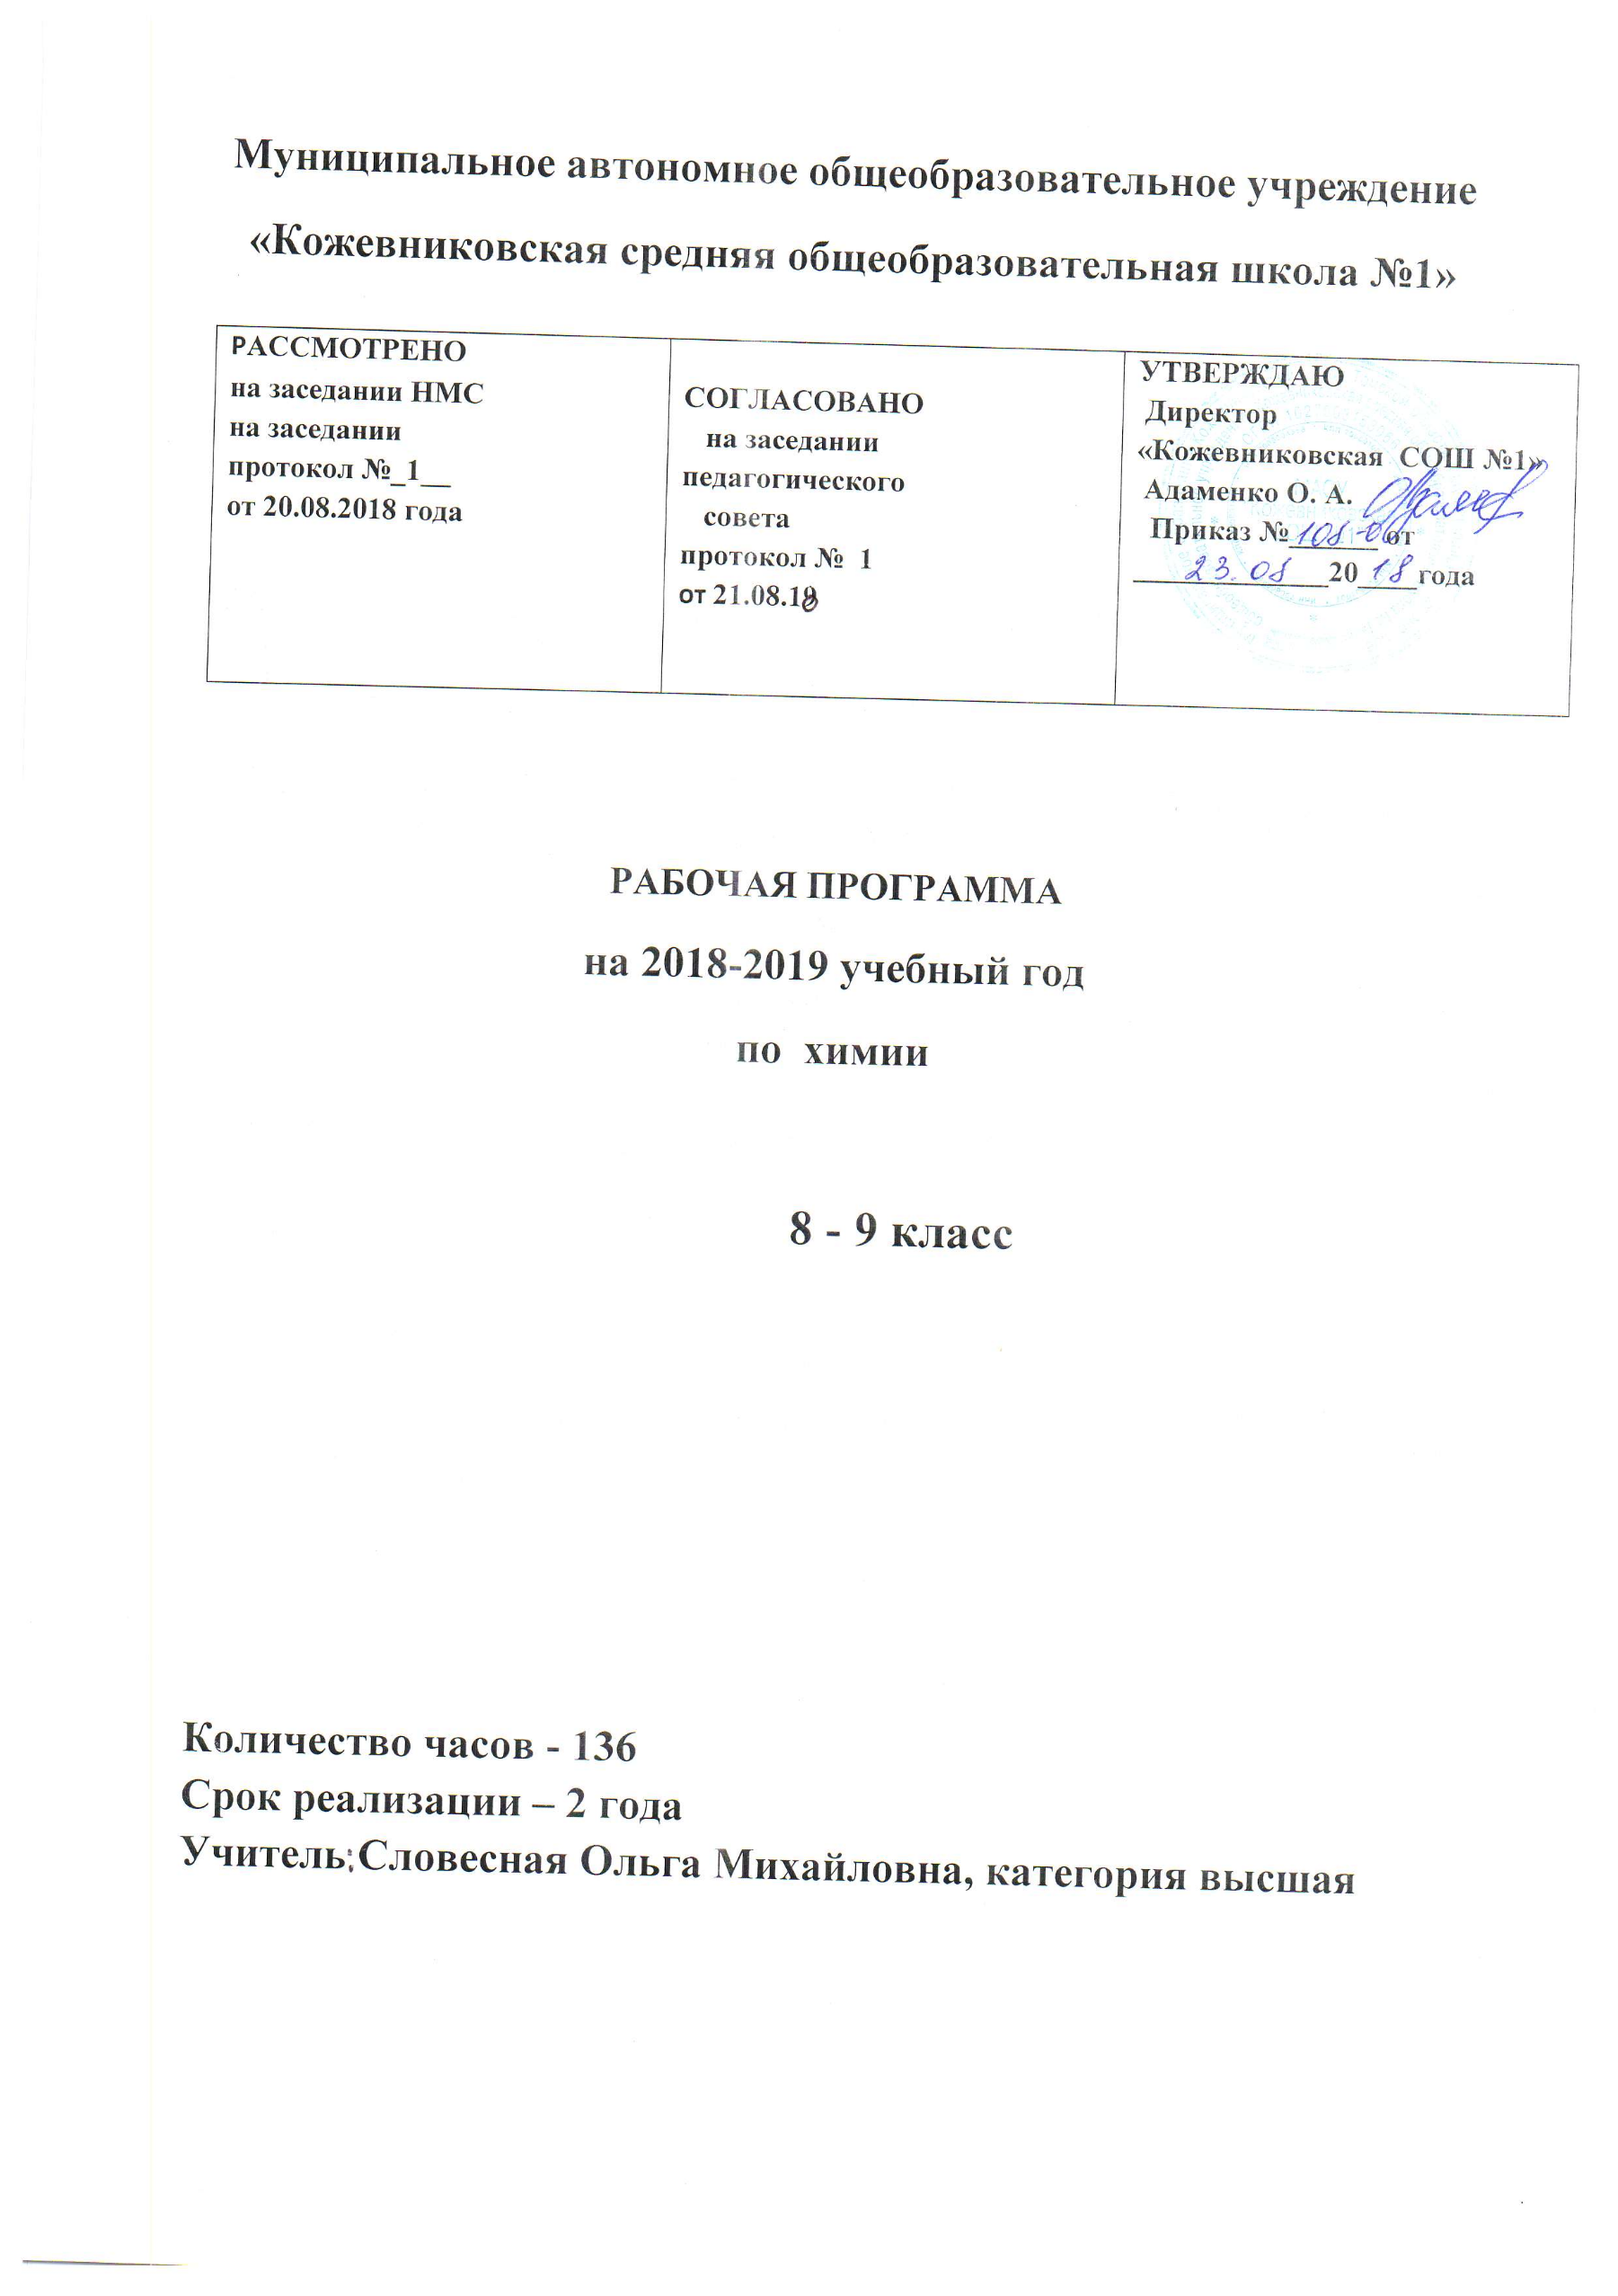 Муниципальное автономное общеобразовательное учреждение
«Кожевниковская средняя общеобразовательная школа №1»
РАССМОТРЕНО
на заседании НМС
на заседании
протокол №_1__
от 20.08.2018 года
СОГЛАСОВАНО
на заседании
педагогического
совета
протокол № 1
от 21.08.18
УТВЕРЖДАЮ
Директор
«Кожевниковская СОШ №1»
Адаменко О. А.
Приказ № 108-0 от
23.08 20 18 года
РАБОЧАЯ ПРОГРАММА
на 2018-2019 учебный год
по химии
8 - 9 класс
Количество часов - 136
Срок реализации – 2 года
Учитель: Словесная Ольга Михайловна, категория высшая